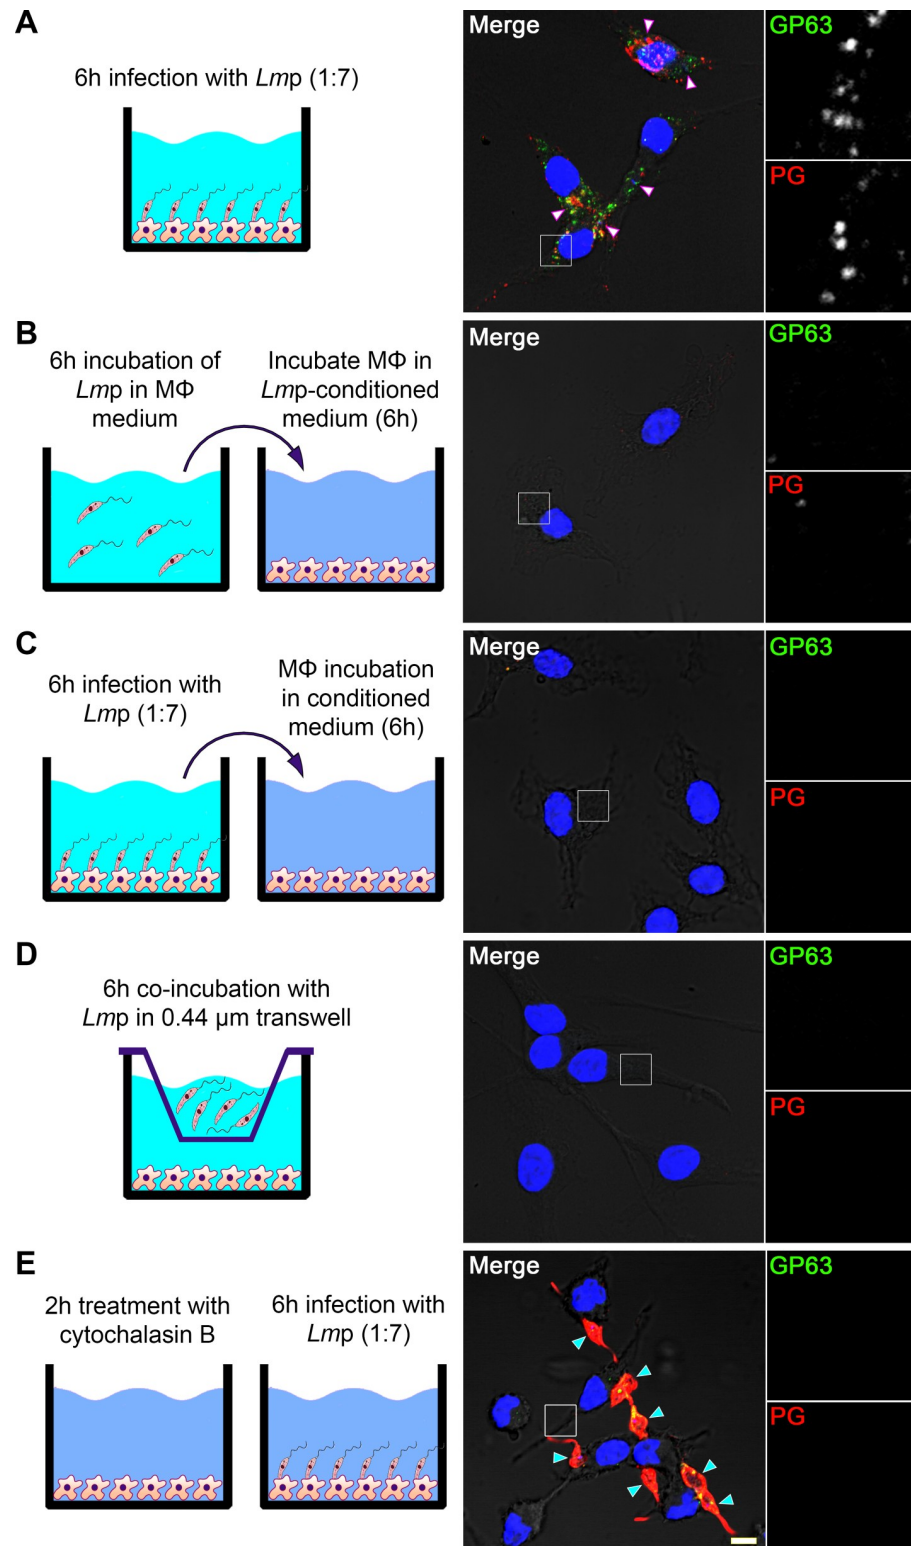 A
6h infection with Lmp (1:7)
Merge
GP63
PG
B
6h incubation of
Lmp in MΦ
medium
Incubate MΦ in
Lmp-conditioned
medium (6h)
Merge
GP63
PG
C
6h infection with
Lmp (1:7)
MΦ incubation
in conditioned
medium (6h)
Merge
GP63
PG
D
6h co-incubation with
Lmp in 0.44 μm transwell
Merge
GP63
PG
E
2h treatment with
cytochalasin B
6h infection with
Lmp (1:7)
Merge
GP63
PG